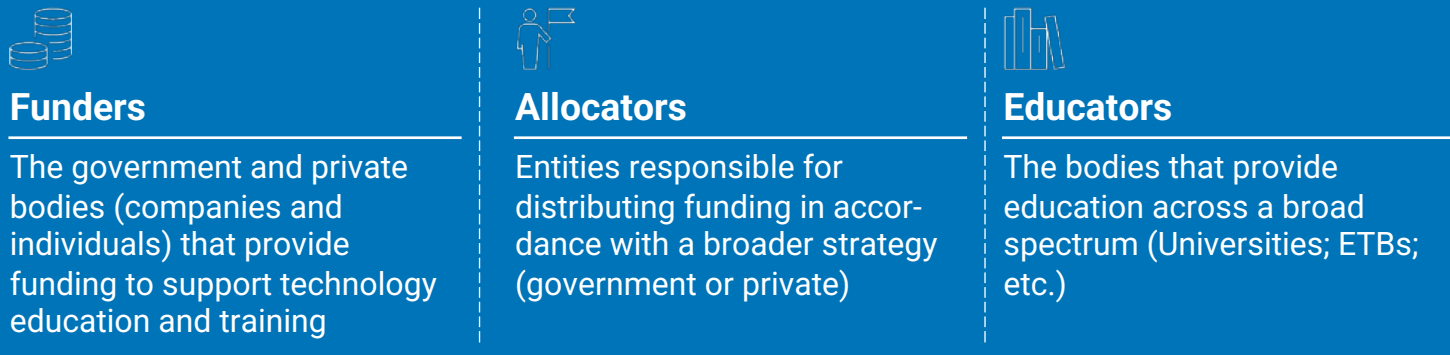 Funders
The government and private
bodies (companies and
individuals) that provide
funding to support technology
education and training
Allocators
Entities responsible for
distributing funding in accor-
dance with a broader strategy
(government or private)
Educators
The bodies that provide
education across a broad
spectrum (Universities; ETBs;
etc.)